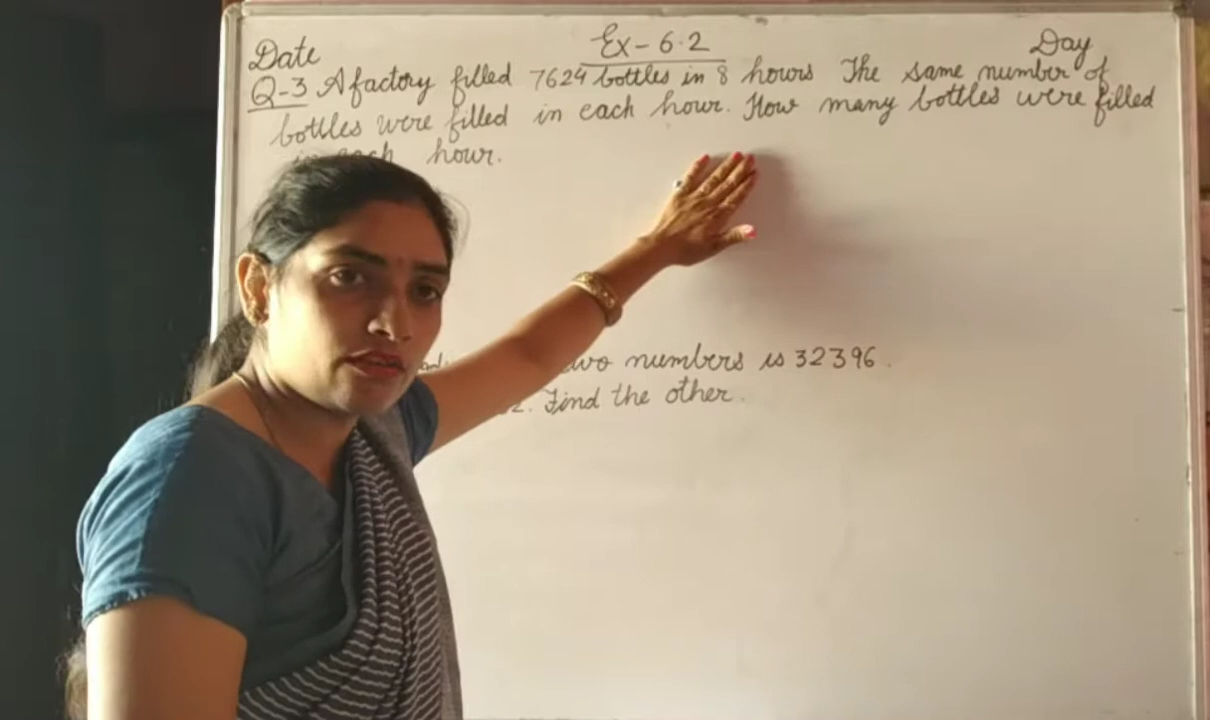 Ex-6.2
Date Day
Q-3 A factory filled 7624 bottles in 8 hours The same number of
bottles were filled in each hour. How many bottles were filled
in each hour.
two numbers is 32396.
2. Find the other.